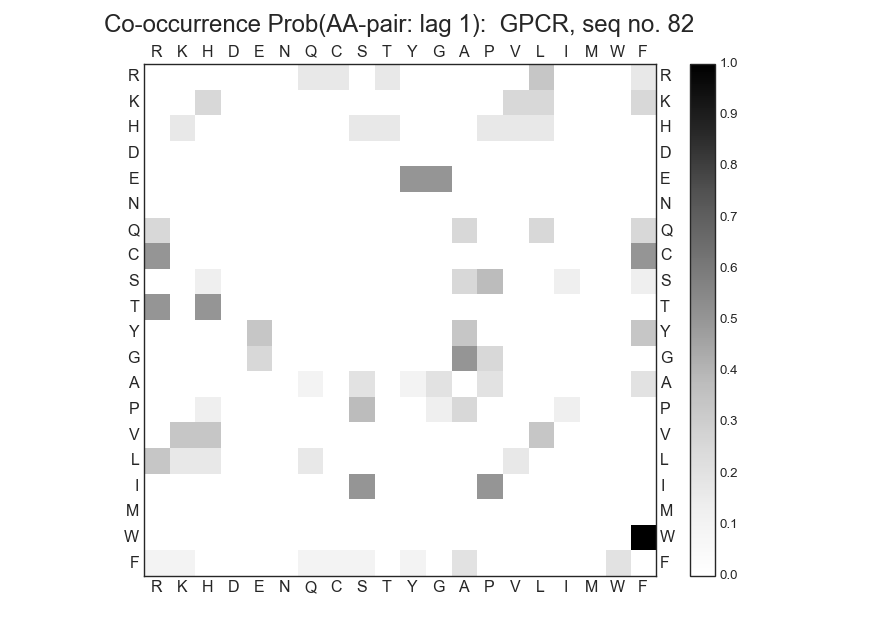 Co-occurrence Prob(AA-pair: lag 1):  GPCR, seq no. 82
R K H D E N Q C S T Y G A P V L I M W F
R R 1.0
K K 0.9
H H
D D 0.8
E E
N N 0.7
Q Q
C C 0.6
S S
T T 0.5
Y Y
G G 0.4
A A
P P 0.3
V V
L L 0.2
I I
M M 0.1
W W
F F 0.0
R K H D E N Q C S T Y G A P V L I M W F